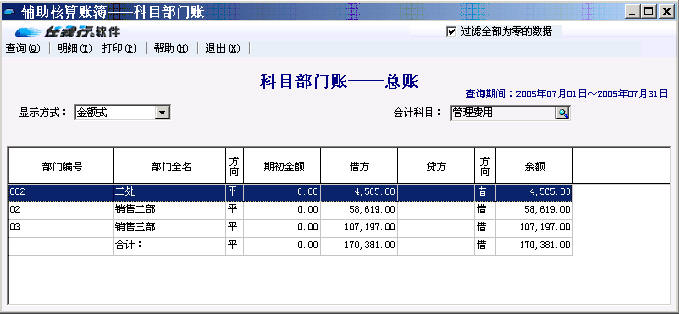 辅助核算账簿——科目部门账
软件
过滤全部为零的数据
查询(Q) 明细(T) 打印(P) 帮助(H) 退出(X)
科目部门账——总账
查询期间:2005年07月01日~2005年07月31日
显示方式: 金额式 会计科目: 管理费用
部门编号 部门全名 方向 期初金额 借方 贷方 方向 余额
002 二处 平 0.00 4,565.00 借 4,565.00
02 销售二部 平 0.00 58,619.00 借 58,619.00
03 销售三部 平 0.00 107,197.00 借 107,197.00
合计: 平 0.00 170,381.00 借 170,381.00